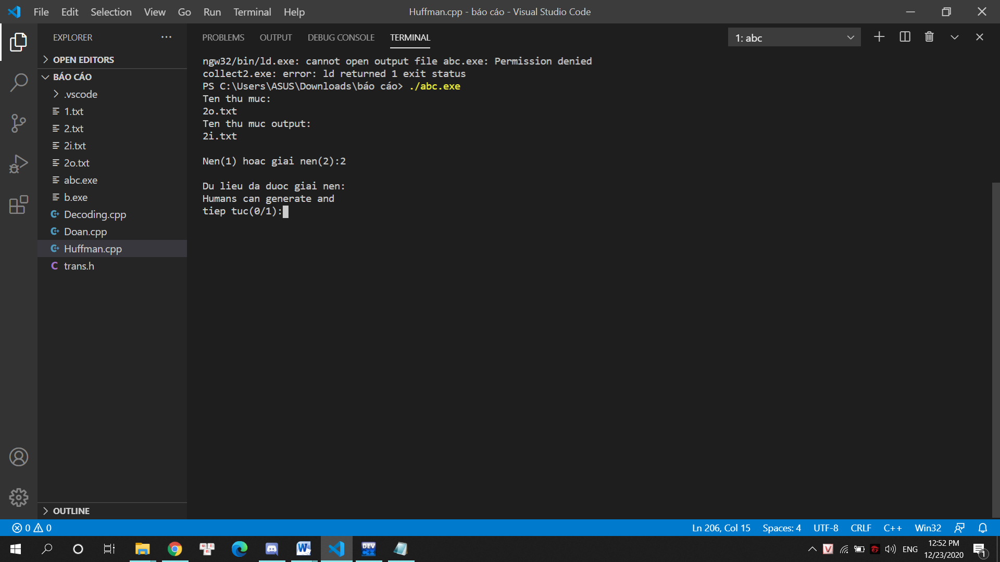 File Edit Selection View Go Run Terminal Help
Huffman.cpp - báo cáo - Visual Studio Code
EXPLORER
OPEN EDITORS
BÁO CÁO
.vscode
1.txt
2.txt
2i.txt
2o.txt
abc.exe
b.exe
Decoding.cpp
Doan.cpp
Huffman.cpp
trans.h
OUTLINE
PROBLEMS OUTPUT DEBUG CONSOLE TERMINAL
1: abc
ngw32/bin/ld.exe: cannot open output file abc.exe: Permission denied
collect2.exe: error: ld returned 1 exit status
PS C:\Users\ASUS\Downloads\báo cáo> ./abc.exe
Ten thu muc:
2o.txt
Ten thu muc output:
2i.txt
Nen(1) hoac giai nen(2):2
Du lieu da duoc giai nen:
Humans can generate and
tiep tuc(0/1):
0 0
Ln 206, Col 15 Spaces: 4 UTF-8 CRLF C++ Win32
ENG
12:52 PM
12/23/2020
1